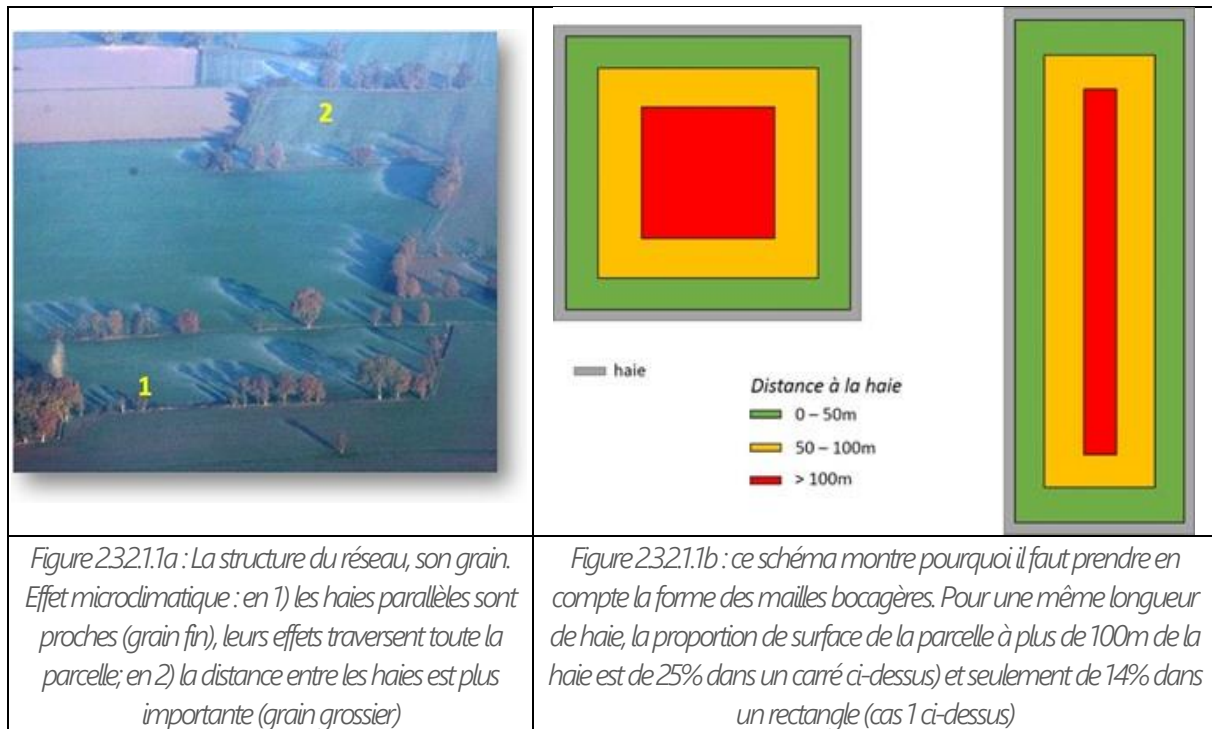 2
1
haie
Distance à la haie
0 – 50m
50 – 100m
> 100m
Figure 2.3.2.1.1a : La structure du réseau, son grain.
Effet microclimatique : en 1) les haies parallèles sont
proches (grain fin), leurs effets traversent toute la
parcelle; en 2) la distance entre les haies est plus
importante (grain grossier)
Figure 2.3.2.1.1b : ce schéma montre pourquoi il faut prendre en
compte la forme des mailles bocagères. Pour une même longueur
de haie, la proportion de surface de la parcelle à plus de 100m de la
haie est de 25% dans un carré ci-dessus) et seulement de 14% dans
un rectangle (cas 1 ci-dessus)